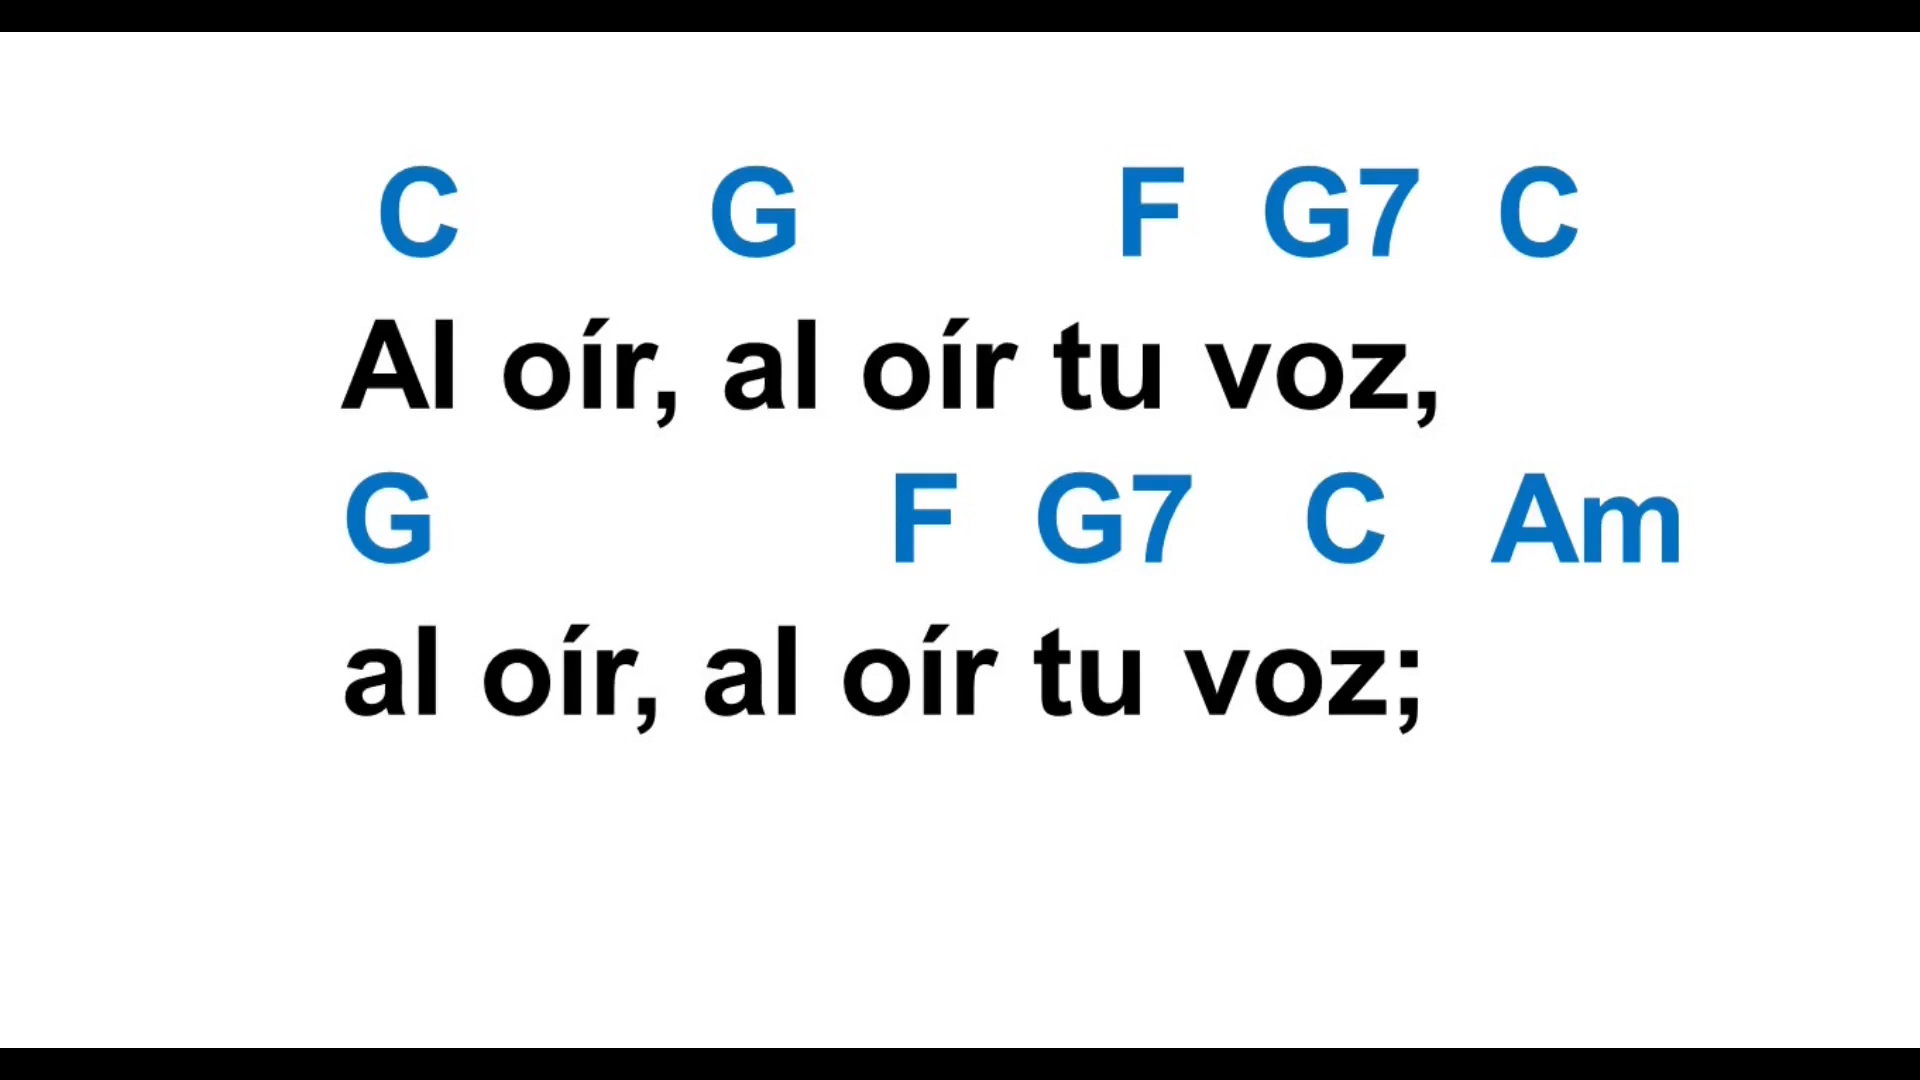 C G F G7 C
Al oír, al oír tu voz,
G F G7 C Am
al oír, al oír tu voz;